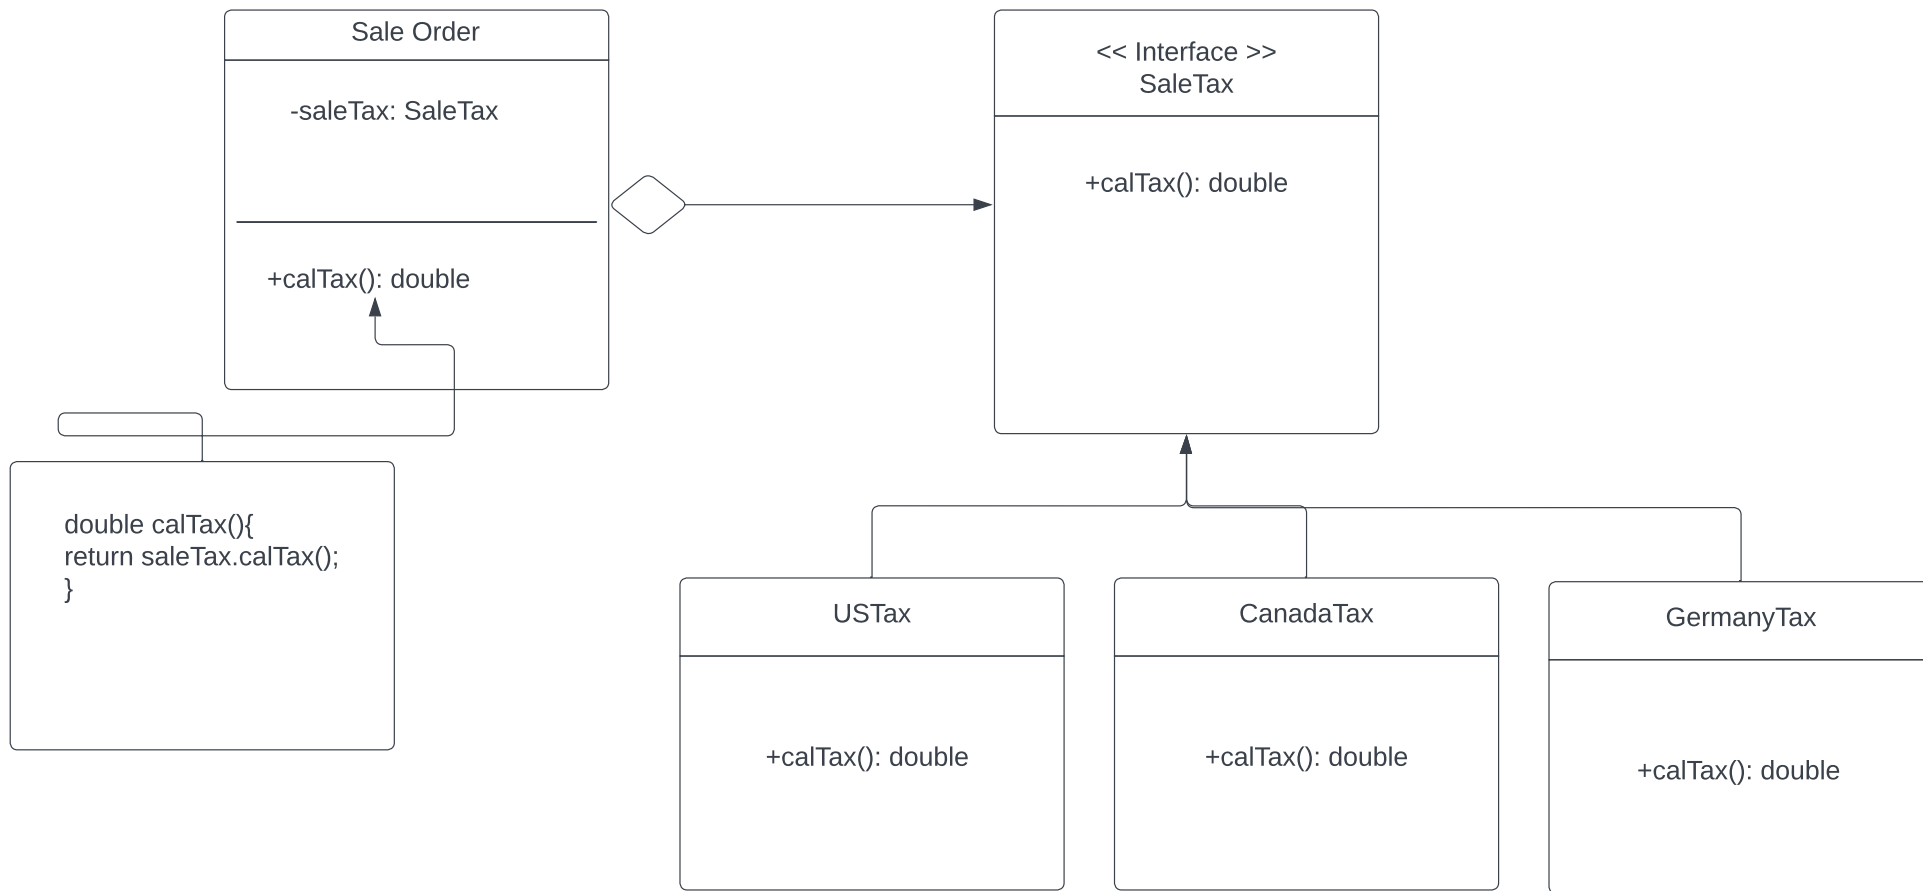 Sale Order
-saleTax: SaleTax
+calTax(): double
<< Interface >>
SaleTax
+calTax(): double
double calTax(){
return saleTax.calTax();
}
USTax
+calTax(): double
CanadaTax
+calTax(): double
GermanyTax
+calTax(): double